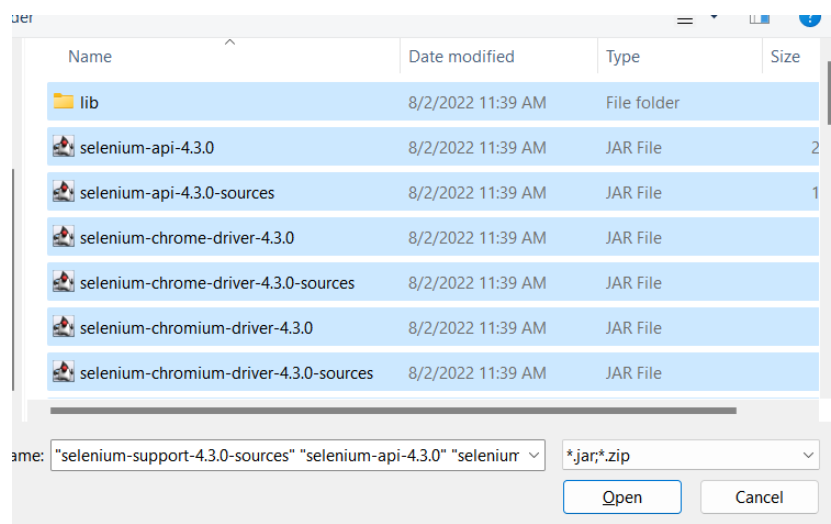 der
Name Date modified Type Size
lib 8/2/2022 11:39 AM File folder
selenium-api-4.3.0 8/2/2022 11:39 AM JAR File 2
selenium-api-4.3.0-sources 8/2/2022 11:39 AM JAR File 1
selenium-chrome-driver-4.3.0 8/2/2022 11:39 AM JAR File
selenium-chrome-driver-4.3.0-sources 8/2/2022 11:39 AM JAR File
selenium-chromium-driver-4.3.0 8/2/2022 11:39 AM JAR File
selenium-chromium-driver-4.3.0-sources 8/2/2022 11:39 AM JAR File
ame: "selenium-support-4.3.0-sources" "selenium-api-4.3.0" "selenium *.jar;*.zip
Open Cancel